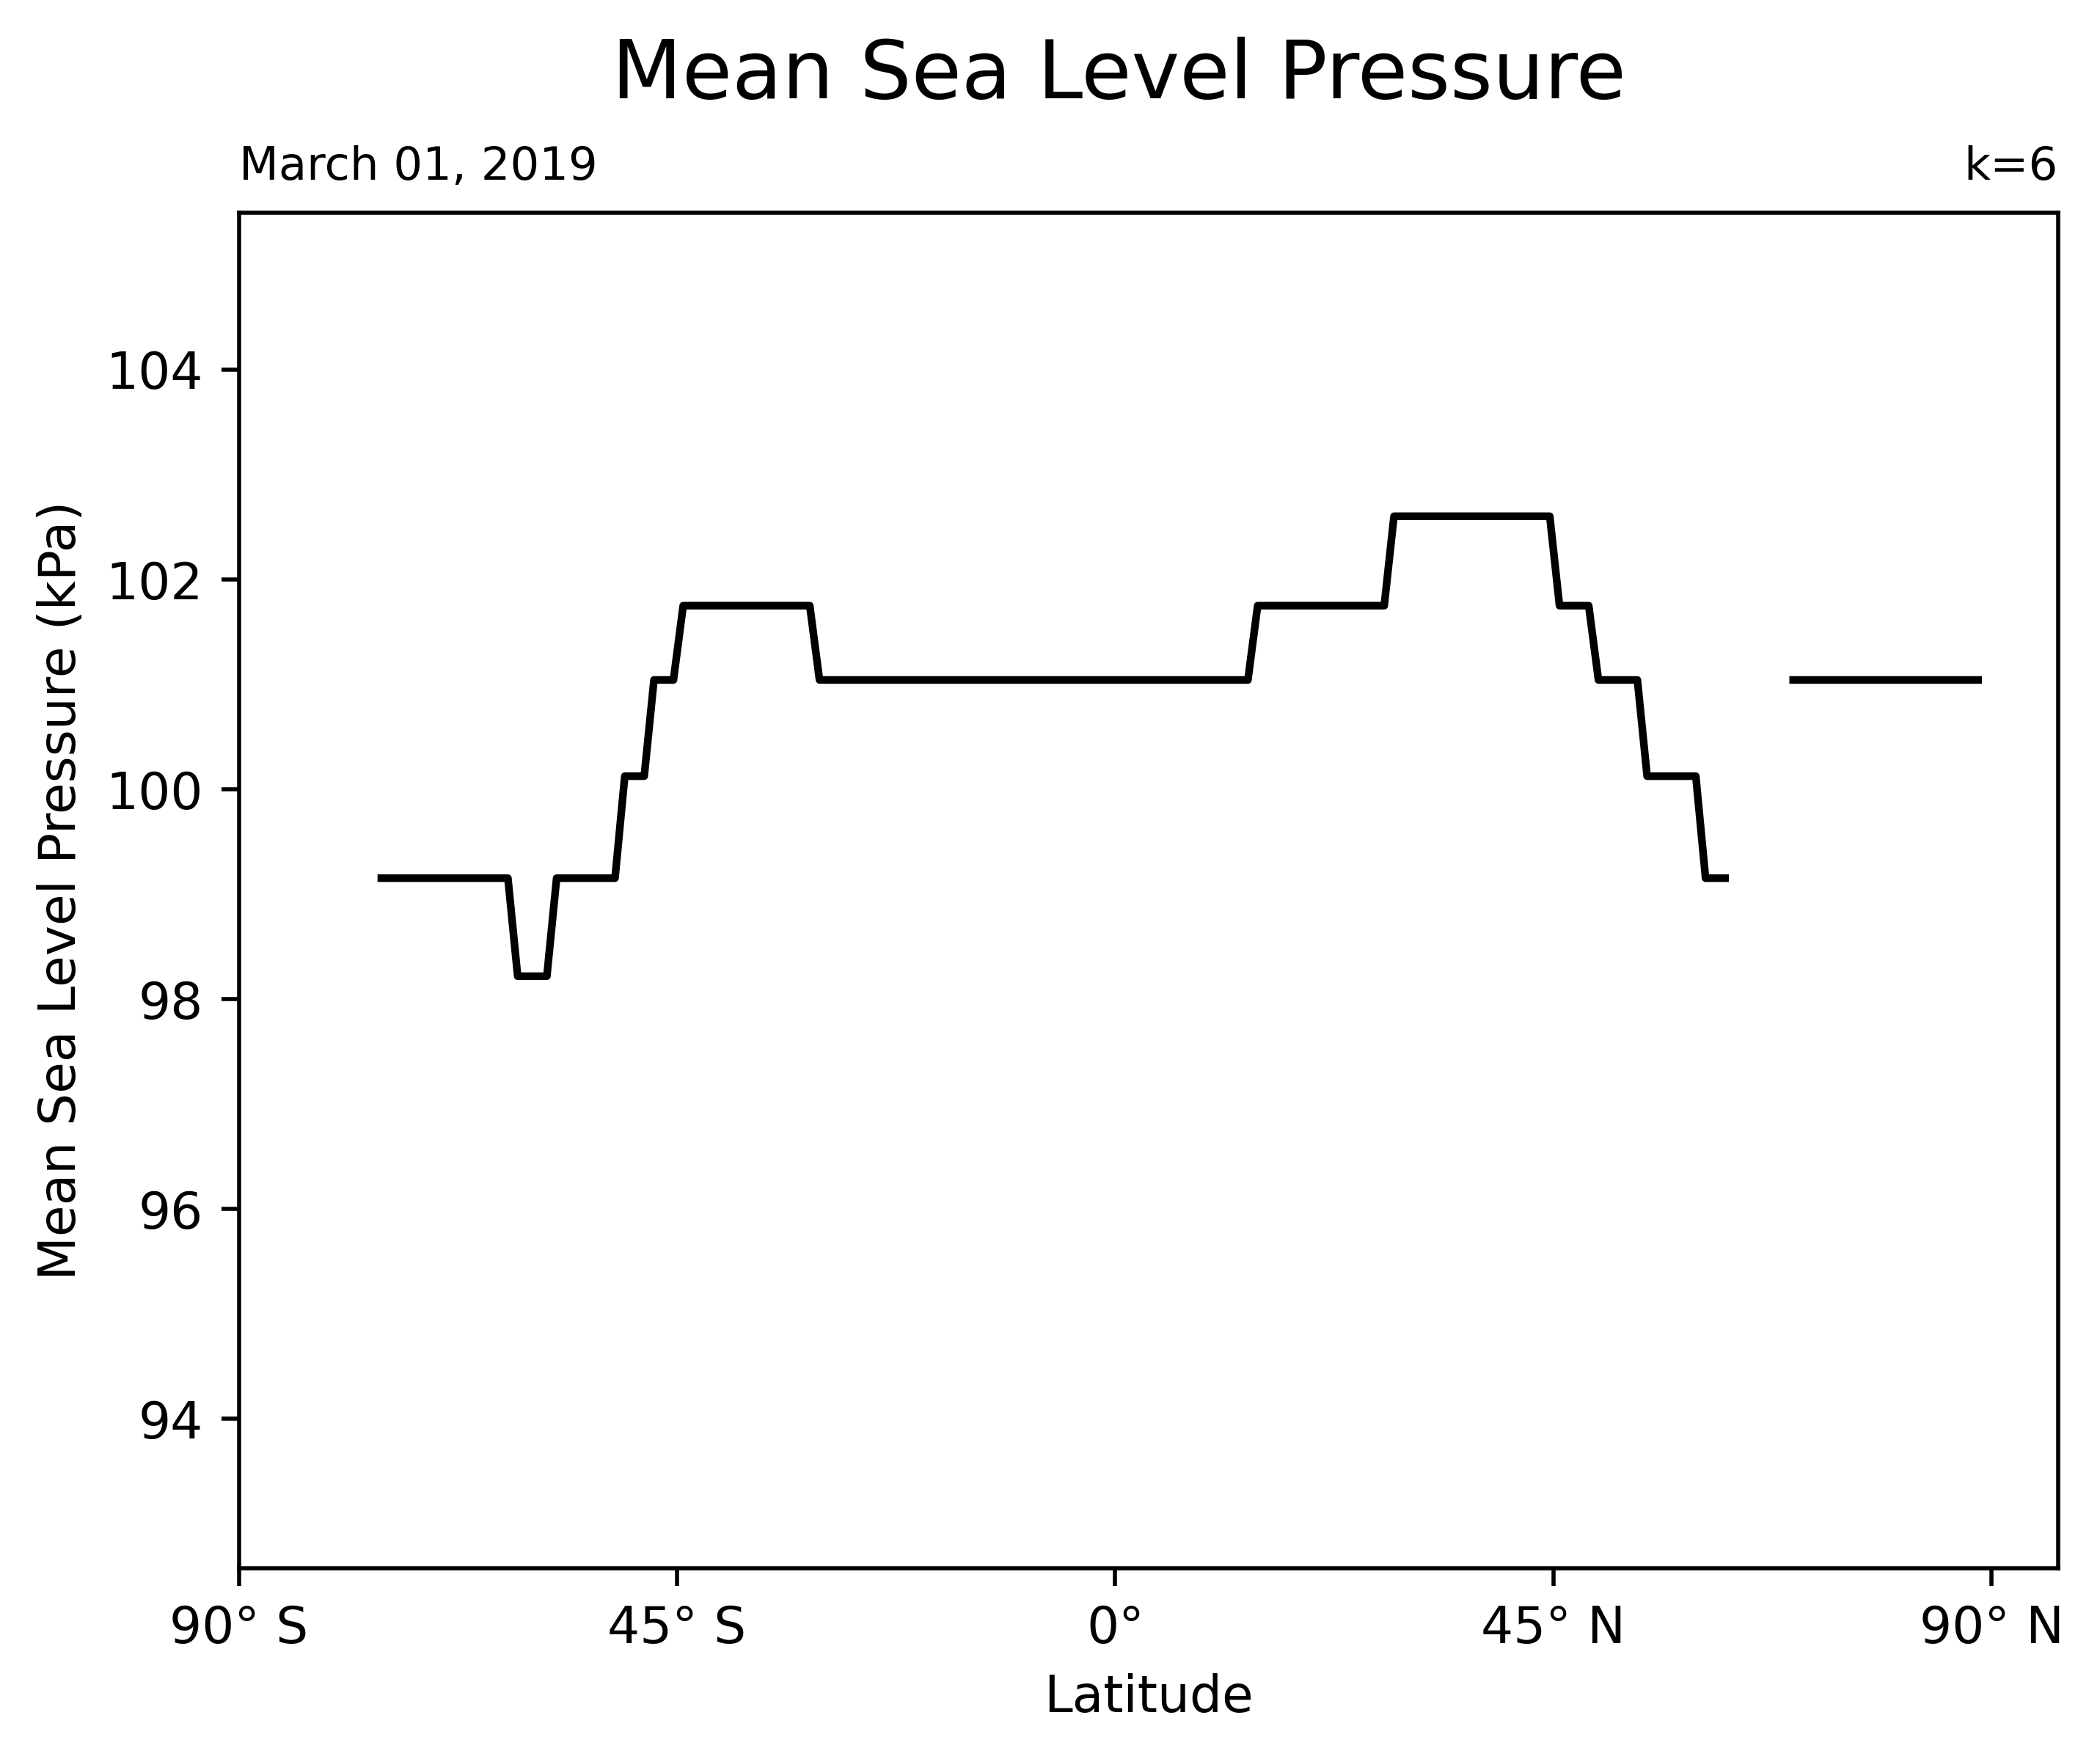 Mean Sea Level Pressure
March 01, 2019
k=6
Mean Sea Level Pressure (kPa)
104
102
100
98
96
94
90° S
45° S
0°
45° N
90° N
Latitude